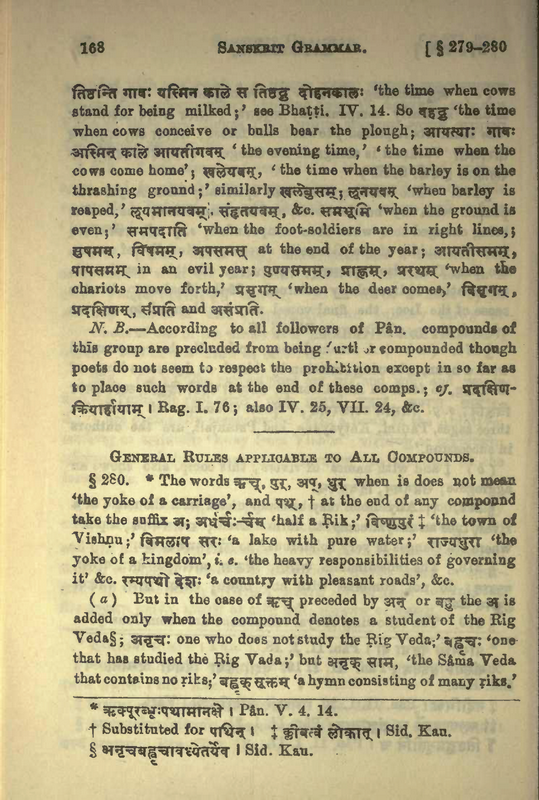 168 SANSKRIT GRAMMAR. [ § 279–280
तिष्ठन्ति गावः यस्मिन काले स तिष्ठद्गु दोहनकालः 'the time when cows
stand for being milked;' see Bhaṭṭi. IV. 14. So वहद्गु 'the time
when cows conceive or bulls bear the plough; आयत्यः गावः
अस्मिन् काले आयतीगवम् 'the evening time,' 'the time when the
cows come home'; खलेयवम्, 'the time when the barley is on the
thrashing ground;' similarly खलेबुसम्; लूनयवम् 'when barley is
reaped,' लूयमानयवम्, संहृतयवम्, &c. समभूमि 'when the ground is
even;' समपदाति 'when the foot-soldiers are in right lines,;
सुषमम्, विषमम्, अपसमम् at the end of the year; आयतीसमम्,
पापसमम् in an evil year; पुण्यसमम्, प्राह्णम्, प्ररथम् 'when the
chariots move forth,' प्रमृगम् 'when the deer comes,' विमृगम्,
प्रदक्षिणम्, संप्रति and असंप्रति.
N. B.—According to all followers of Pân. compounds of
this group are precluded from being furth or compounded though
poets do not seem to respect the prohibition except in so far as
to place such words at the end of these comps.; cf. प्रदक्षिण-
क्रियार्हायाम् । Rag. I. 76; also IV. 25, VII. 24, &c.
GENERAL RULES APPLICABLE TO ALL COMPOUNDS.
§ 280. * The words ऋच्, पुर्, अप्, धुर् when is does not mean
'the yoke of a carriage', and पथ्, † at the end of any compound
take the suffix अ; अर्धर्चः-र्चम् 'half a Ṛik;' विष्णुपुरं ‡ 'the town of
Vishṇu;' विमलापं सरः 'a lake with pure water;' राज्यधुरा 'the
yoke of a kingdom', i. e. 'the heavy responsibilities of governing
it' &c. रम्यपथो देशः 'a country with pleasant roads', &c.
(a) But in the case of ऋच् preceded by अन् or बहु the अ is
added only when the compound denotes a student of the Rig
Veda§; अनृचः one who does not study the Ṛig Veda;' बह्वृचः 'one
that has studied the Ṛig Vada;' but अनृक् साम, 'the Sâma Veda
that contains no riks;' बह्वृक् सूक्तम् 'a hymn consisting of many ṛiks.'
* ऋक्पूरब्धूःपथामानक्षे । Pân. V. 4. 14.
† Substituted for पथिन् । ‡ क्लीबत्वं लोकात् । Sid. Kau.
§ अनृचबह्वृचावध्येतर्येव । Sid. Kau.